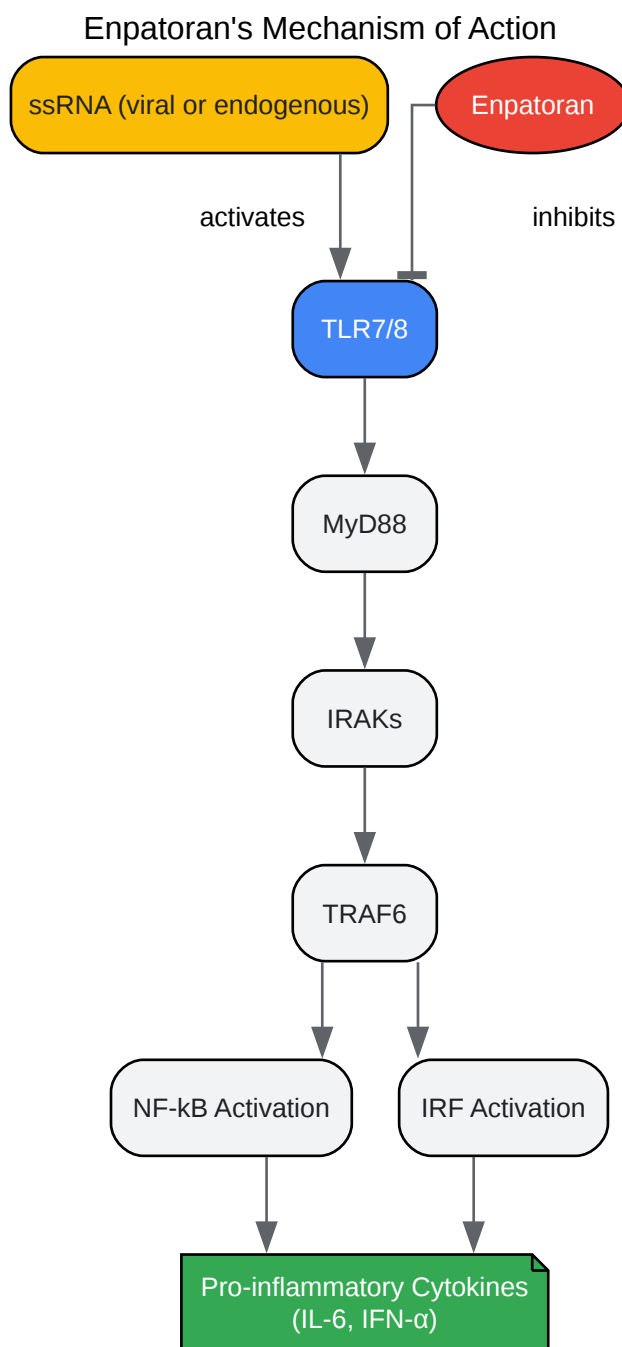 Enpatoran's Mechanism of Action
ssRNA (viral or endogenous)
Enpatoran
activates
inhibits
TLR7/8
MyD88
IRAKs
TRAF6
NF-kB Activation
IRF Activation
Pro-inflammatory Cytokines
(IL-6, IFN-α)